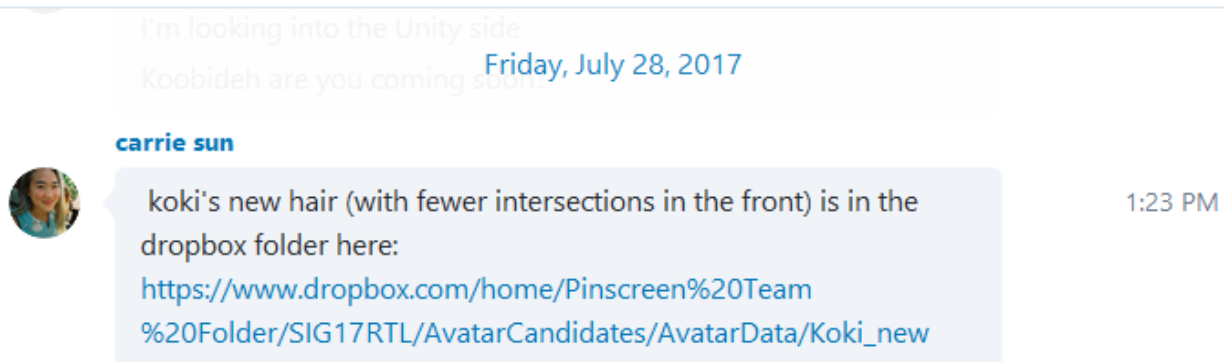 I'm looking into the Unity side
Friday, July 28, 2017
Koobideh are you coming soon?
carrie sun
koki's new hair (with fewer intersections in the front) is in the
1:23 PM
dropbox folder here:
https://www.dropbox.com/home/Pinscreen%20Team
%20Folder/SIG17RTL/AvatarCandidates/AvatarData/Koki_new